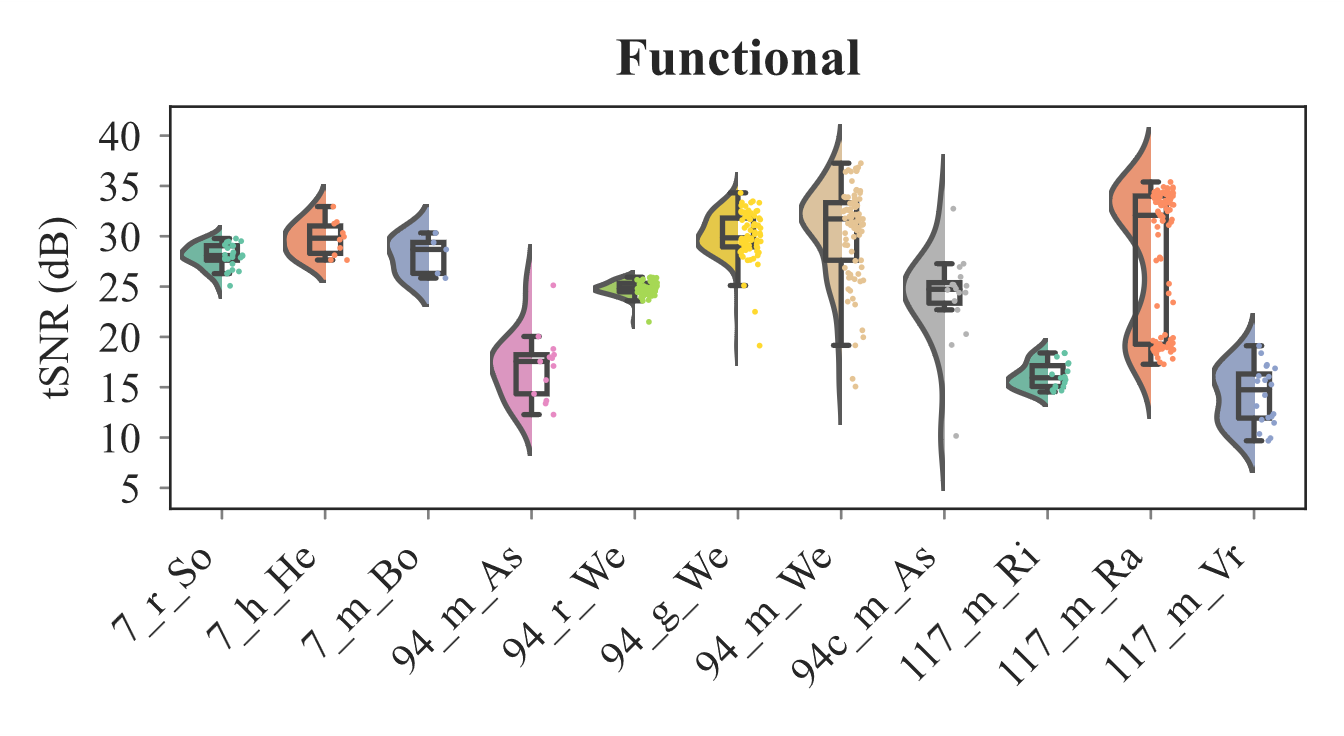 Functional
tSNR (dB)
40
35
30
25
20
15
10
5
7_r_So
7_h_He
7_m_Bo
94_m_As
94_r_We
94_g_We
94_m_We
94c_m_As
117_m_Ri
117_m_Ra
117_m_Vr